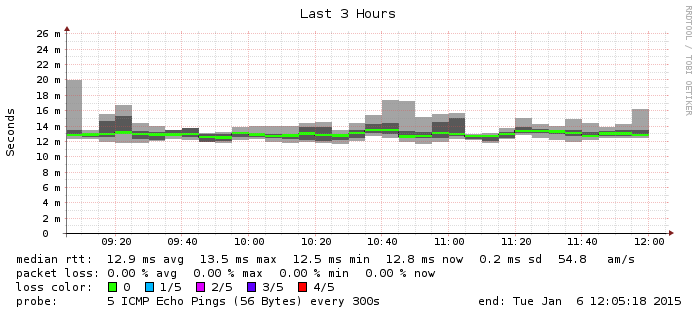 Last 3 Hours
RRDTOOL / TOBI OETIKER
Seconds
26 m
24 m
22 m
20 m
18 m
16 m
14 m
12 m
10 m
8 m
6 m
4 m
2 m
0
09:20 09:40 10:00 10:20 10:40 11:00 11:20 11:40 12:00
median rtt: 12.9 ms avg 13.5 ms max 12.5 ms min 12.8 ms now 0.2 ms sd 54.8 am/s
packet loss: 0.00 % avg 0.00 % max 0.00 % min 0.00 % now
loss color: 0 1/5 2/5 3/5 4/5
probe: 5 ICMP Echo Pings (56 Bytes) every 300s end: Tue Jan 6 12:05:18 2015